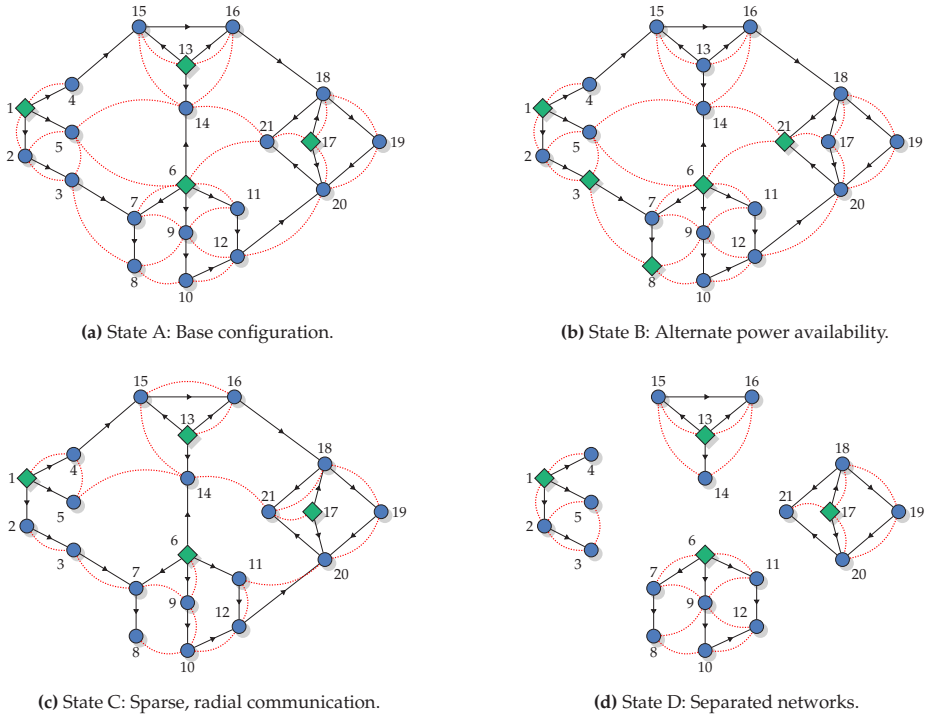 15 16 15 16
13 13
18 18
1 4 1 4
14 14
5 21 17 19 5 21 17 19
2 2
3 6 3 6
11 11
20 20
7 7
9 12 9 12
8 8
10 10
(a) State A: Base configuration.
(b) State B: Alternate power availability.
15 16 15 16
13 13
18 18
1 4 1 4
14 14
5 21 17 19 5 21 17 19
2 2
3 6 3 6
11 11
20 20
7 7
9 12 9 12
8 8
10 10
(c) State C: Sparse, radial communication.
(d) State D: Separated networks.